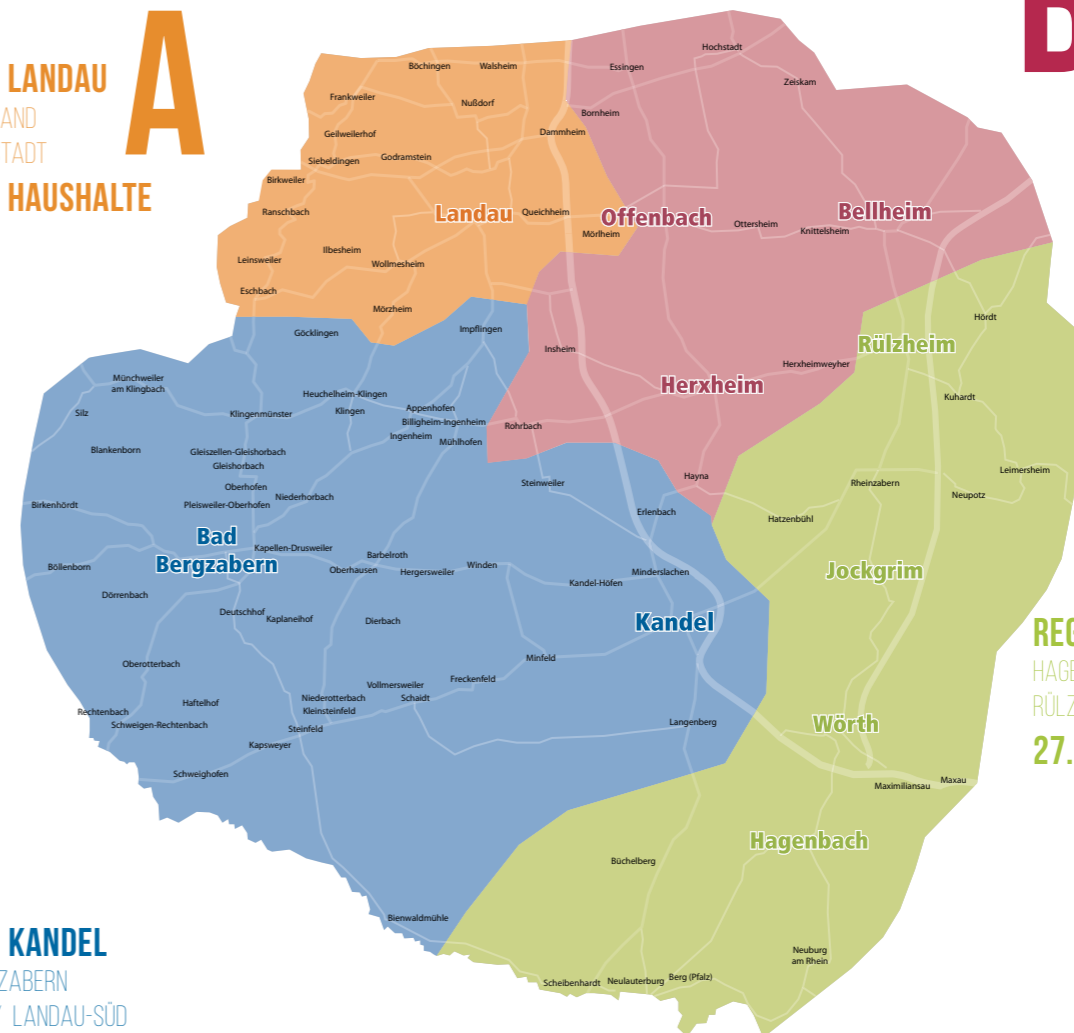 A
LANDAU
AND
TADT
HAUSHALTE
Böchingen
Walsheim
Frankweiler
Nußdorf
Geilweilerhof
Dammheim
Siebeldingen
Godramstein
Birkweiler
Ranschbach
Landau
Queichheim
Mörlheim
Ilbesheim
Leinsweiler
Wollmesheim
Eschbach
Mörzheim
Hochstadt
Essingen
Zeiskam
Bornheim
Offenbach
Bellheim
Ottersheim
Knittelsheim
Insheim
Herxheimweyher
Herxheim
Rohrbach
Hayna
Göcklingen
Impflingen
Münchweiler
am Klingbach
Silz
Heuchelheim-Klingen
Klingen
Appenhofen
Klingenmünster
Billigheim-Ingenheim
Ingenheim
Mühlhofen
Blankenborn
Gleiszellen-Gleishorbach
Gleishorbach
Steinweiler
Oberhofen
Niederhorbach
Birkenhördt
Pleisweiler-Oberhofen
Erlenbach
Bad
Bergzabern
Kapellen-Drusweiler
Barbelroth
Böllenborn
Oberhausen
Hergersweiler
Winden
Minderslachen
Kandel-Höfen
Dörrenbach
Deutschhof
Kaplaneihof
Dierbach
Kandel
Oberotterbach
Minfeld
Freckenfeld
Vollmersweiler
Schaidt
Niederotterbach
Kleinsteinfeld
Haftelhof
Rechtenbach
Schweigen-Rechtenbach
Steinfeld
Langenberg
Kapsweyer
Schweighofen
Bienwaldmühle
Hördt
Rülzheim
Kuhardt
Leimersheim
Rheinzabern
Neupotz
Hatzenbühl
Jockgrim
Wörth
Maximiliansau
Maxau
Hagenbach
Büchelberg
Neuburg
am Rhein
Scheibenhardt
Neulauterburg
Berg (Pfalz)
REG
HAGE
RÜLZ
27.
KANDEL
ZABERN
LANDAU-SÜD